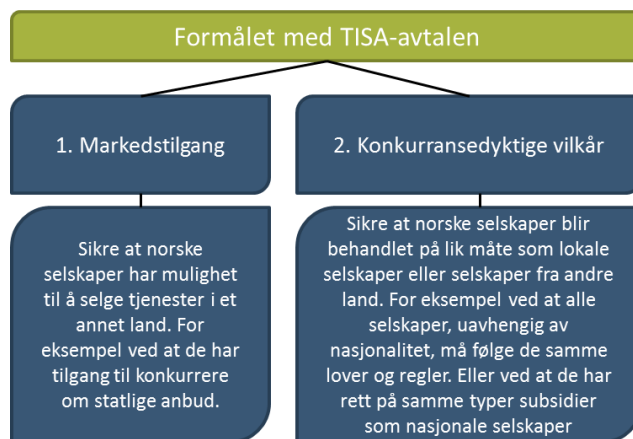 Formålet med TISA-avtalen
1. Markedstilgang
2. Konkurransedyktige vilkår
Sikre at norske
selskaper har mulighet
til å selge tjenester i et
annet land. For
eksempel ved at de har
tilgang til konkurrere
om statlige anbud.
Sikre at norske selskaper blir
behandlet på lik måte som lokale
selskaper eller selskaper fra andre
land. For eksempel ved at alle
selskaper, uavhengig av
nasjonalitet, må følge de samme
lover og regler. Eller ved at de har
rett på samme typer subsidier
som nasjonale selskaper